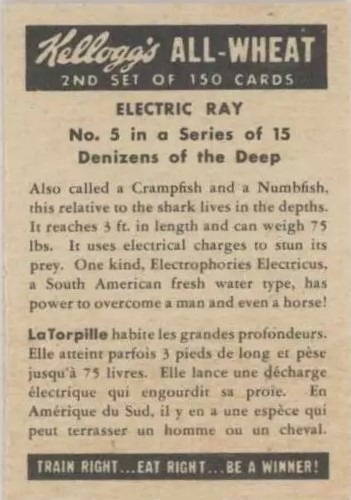 Kellogg's ALL-WHEAT
2ND SET OF 150 CARDS
ELECTRIC RAY
No. 5 in a Series of 15
Denizens of the Deep
Also called a Crampfish and a Numbfish,
this relative to the shark lives in the depths.
It reaches 3 ft. in length and can weigh 75
lbs. It uses electrical charges to stun its
prey. One kind, Electrophories Electricus,
a South American fresh water type, has
power to overcome a man and even a horse!
La Torpille habite les grandes profondeurs.
Elle atteint parfois 3 pieds de long et pèse
jusqu'à 75 livres. Elle lance une décharge
électrique qui engourdit sa proie. En
Amérique du Sud, il y en a une espèce qui
peut terrasser un homme ou un cheval.
TRAIN RIGHT...EAT RIGHT...BE A WINNER!